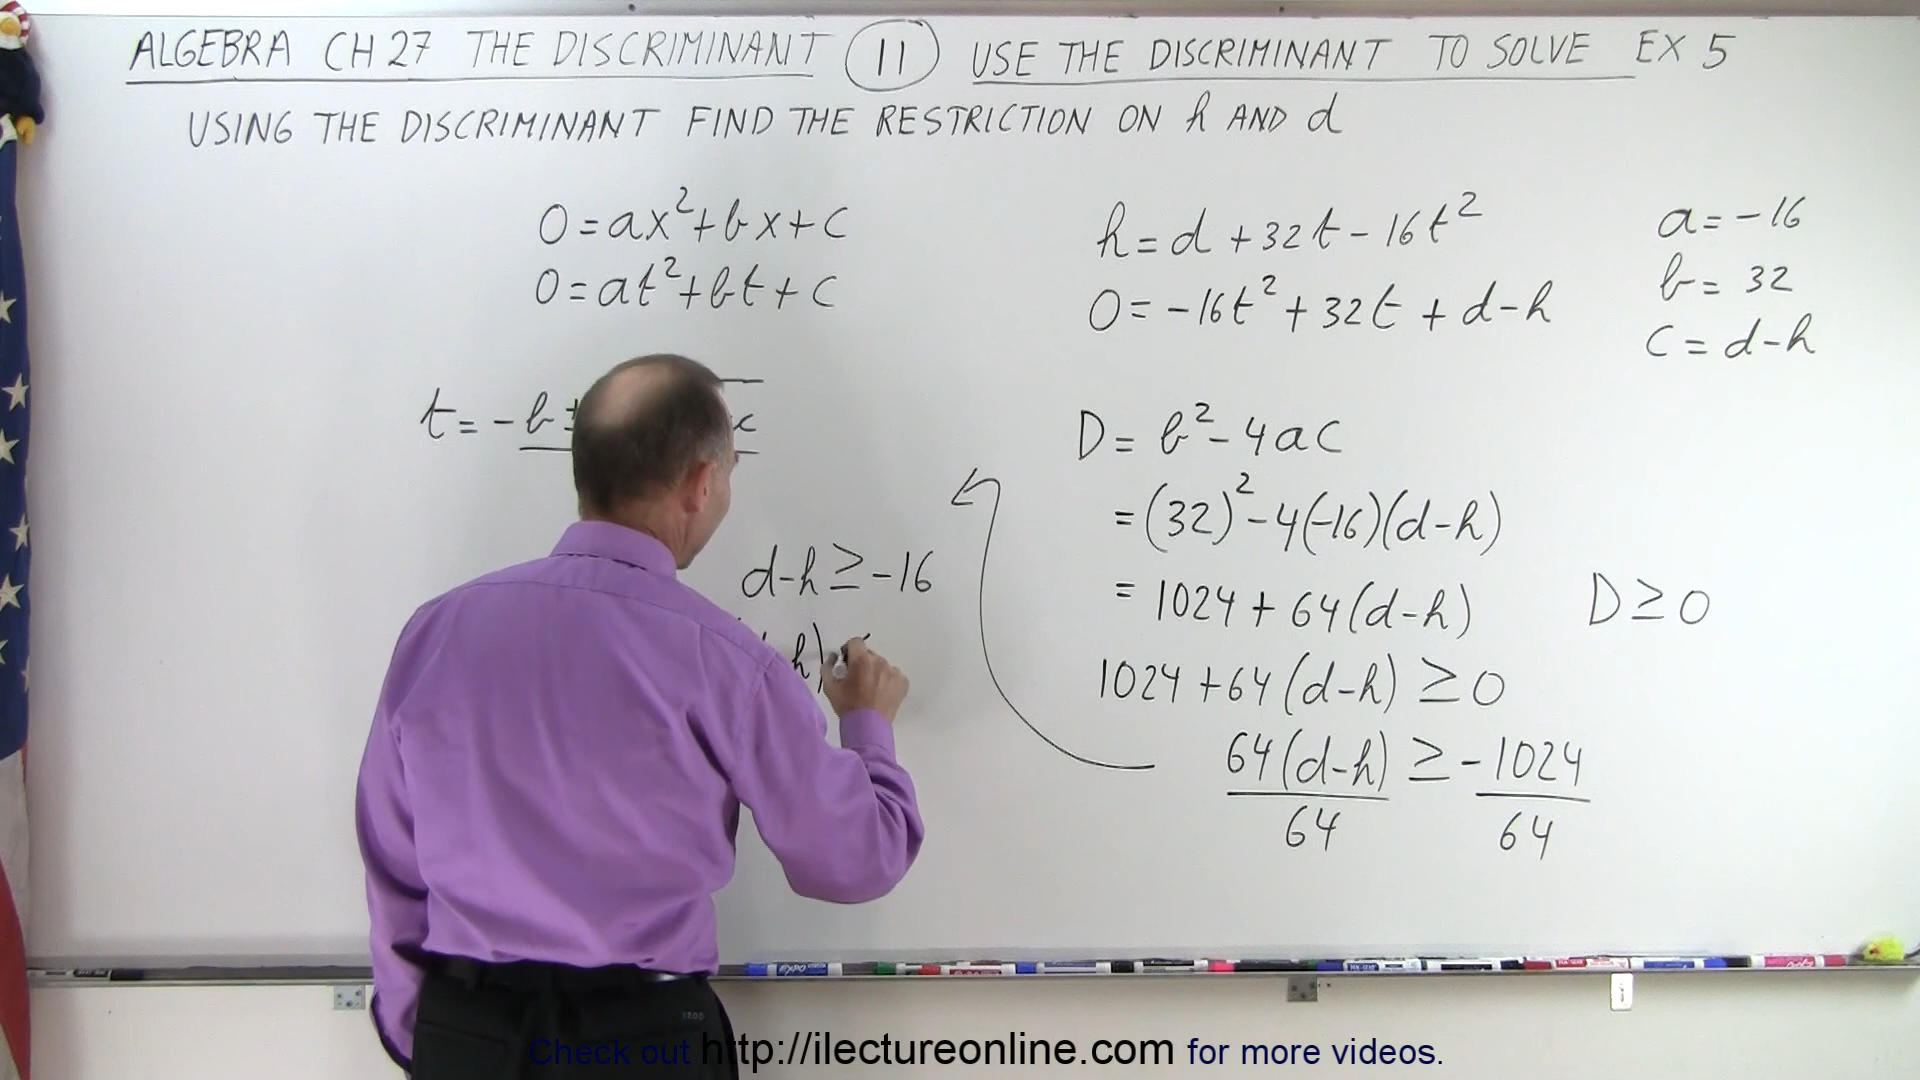 ALGEBRA CH 27 THE DISCRIMINANT 11 USE THE DISCRIMINANT TO SOLVE EX 5
USING THE DISCRIMINANT FIND THE RESTRICTION ON h AND d
0 = ax² + bx + c
0 = at² + bt + c
t = -b ±
d-h ≥ -16
h)
h = d + 32t - 16t²
0 = -16t² + 32t + d-h
a = -16
b = 32
c = d-h
D = b² - 4ac
= (32)² - 4(-16)(d-h)
= 1024 + 64(d-h)
D ≥ 0
1024 + 64(d-h) ≥ 0
64(d-h) ≥ -1024
64 64
IZOD
Check out http://ilectureonline.com for more videos.